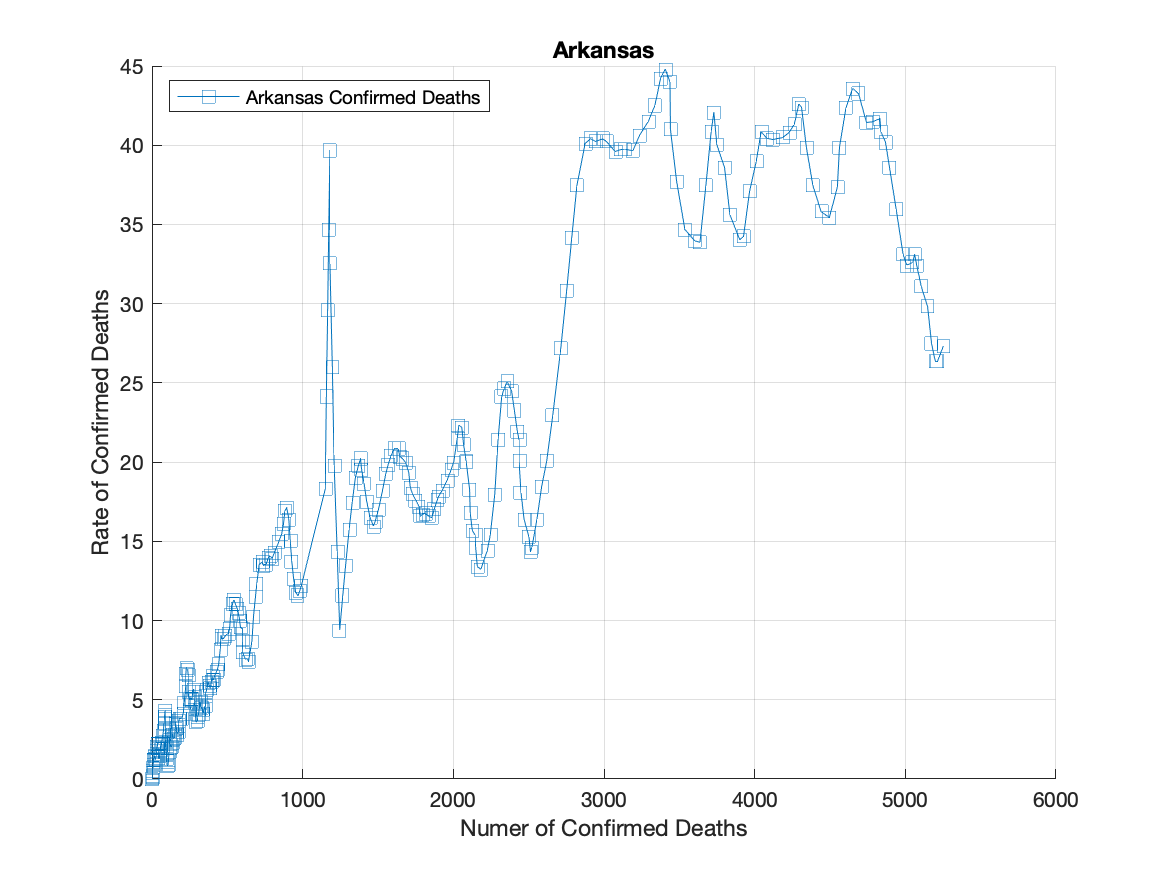 Arkansas
Arkansas Confirmed Deaths
45
40
35
30
25
20
15
10
5
0
Rate of Confirmed Deaths
0 1000 2000 3000 4000 5000 6000
Numer of Confirmed Deaths